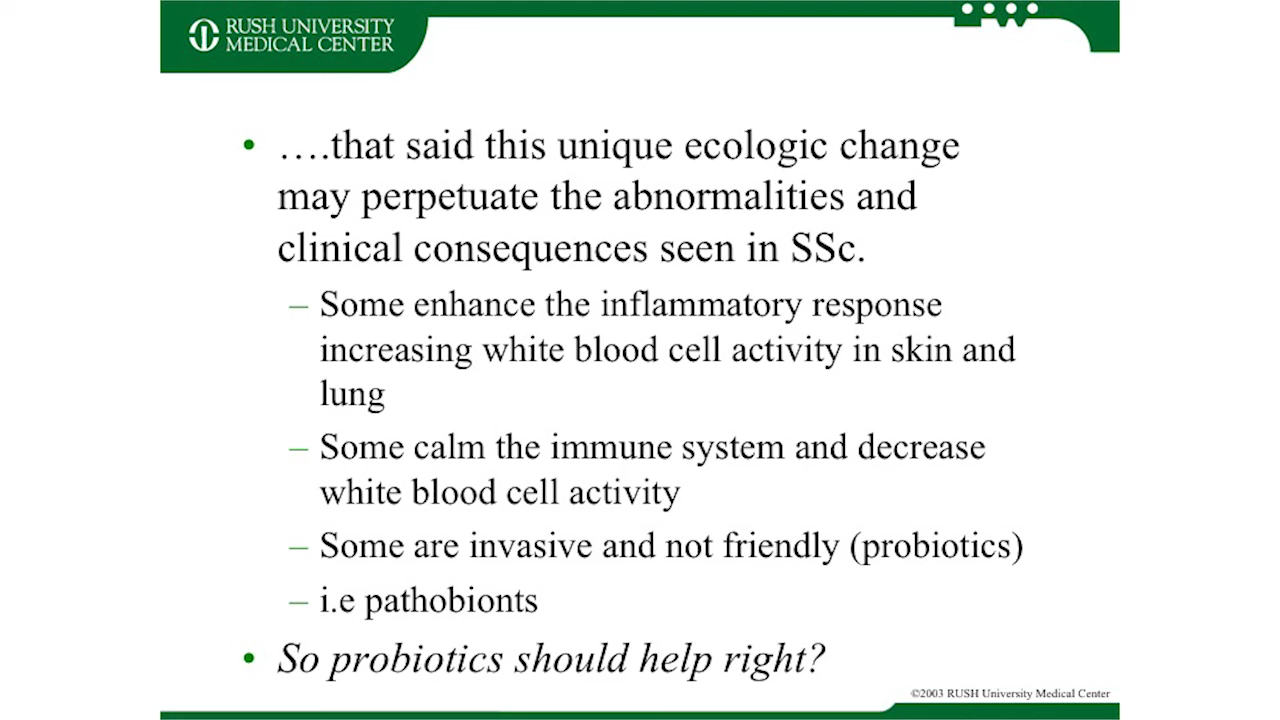 RUSH UNIVERSITY
MEDICAL CENTER
• ….that said this unique ecologic change
may perpetuate the abnormalities and
clinical consequences seen in SSc.
– Some enhance the inflammatory response
increasing white blood cell activity in skin and
lung
– Some calm the immune system and decrease
white blood cell activity
– Some are invasive and not friendly (probiotics)
– i.e pathobionts
• So probiotics should help right?
©2003 RUSH University Medical Center